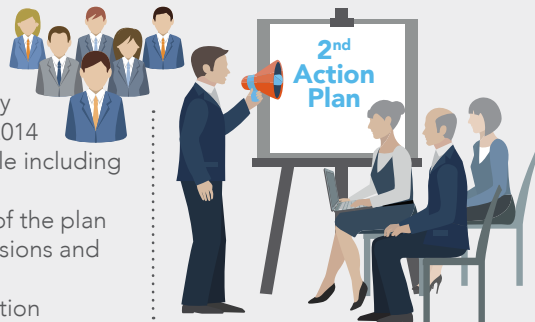 y
014
le including
of the plan
sions and
tion
2nd
Action
Plan